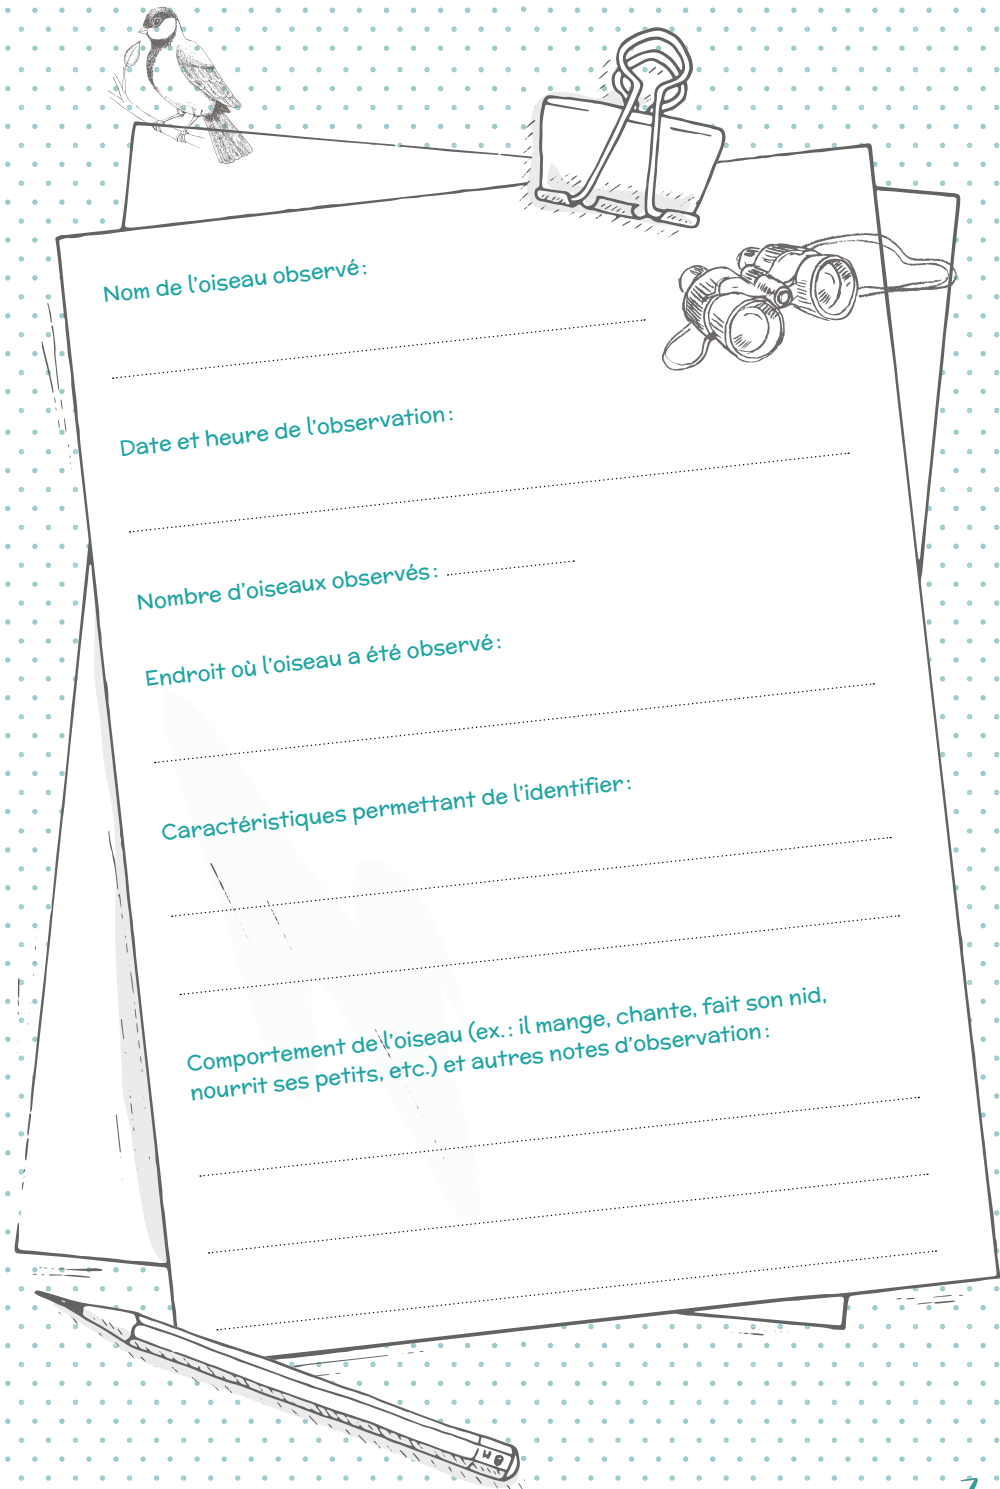 Nom de l'oiseau observé :
Date et heure de l'observation :
Nombre d'oiseaux observés :
Endroit où l'oiseau a été observé :
Caractéristiques permettant de l'identifier :
Comportement de l'oiseau (ex. : il mange, chante, fait son nid,
nourrit ses petits, etc.) et autres notes d'observation :